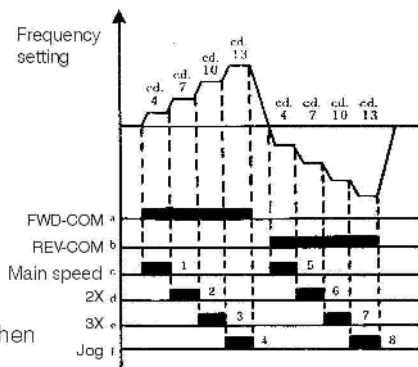 Frequency
setting
cd.
4
cd.
7
cd.
10
cd.
13
cd.
4
cd.
7
cd.
10
cd.
13
FWD-COM a
REV-COM b
Main speed c 1 5
2X d 2 6
3X e 3 7
hen
Jog f 4 8